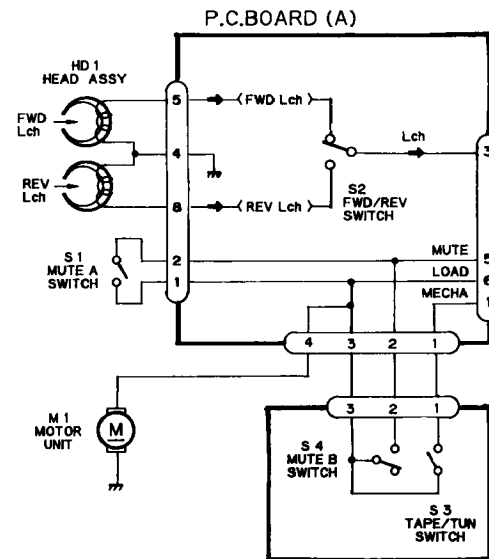 P.C.BOARD (A)
HD 1
HEAD ASSY
FWD
Lch
REV
Lch
5
4
8
2
1
FWD Lch
REV Lch
Lch
S2
FWD/REV
SWITCH
3
S 1
MUTE A
SWITCH
MUTE
5
LOAD
6
MECHA
1
4
3
2
1
M 1
MOTOR
UNIT
M
3
2
1
S 4
MUTE B
SWITCH
S 3
TAPE/TUN
SWITCH